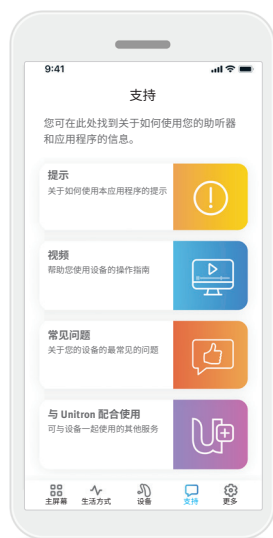 9:41
支持
您可在此处找到关于如何使用您的助听器
和应用程序的信息。
提示
关于如何使用本应用程序的提示
视频
帮助您使用设备的操作指南
常见问题
关于您的设备的最常见的问题
与 Unitron 配合使用
可与设备一起使用的其他服务
主屏幕 生活方式 设备 支持 更多